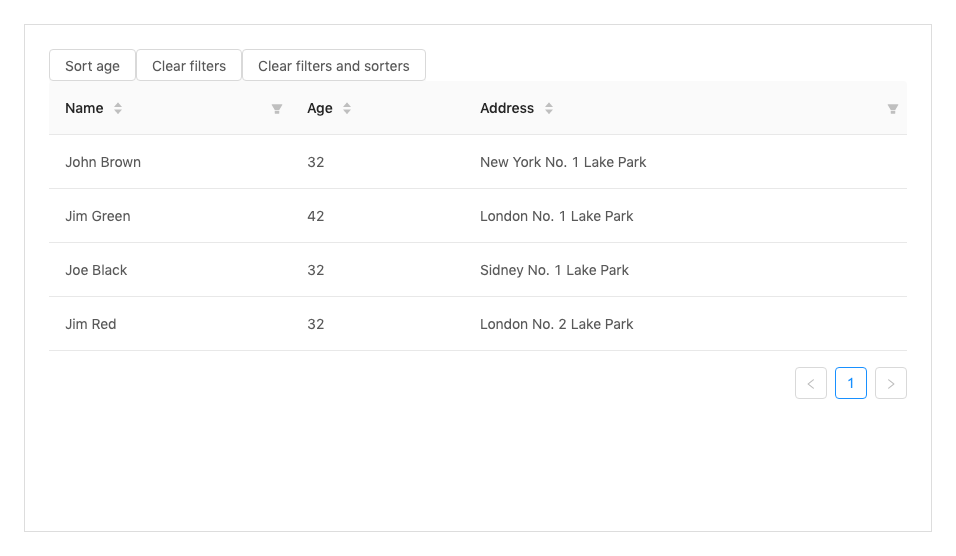 Sort age Clear filters Clear filters and sorters
Name Age Address
John Brown 32 New York No. 1 Lake Park
Jim Green 42 London No. 1 Lake Park
Joe Black 32 Sidney No. 1 Lake Park
Jim Red 32 London No. 2 Lake Park
1